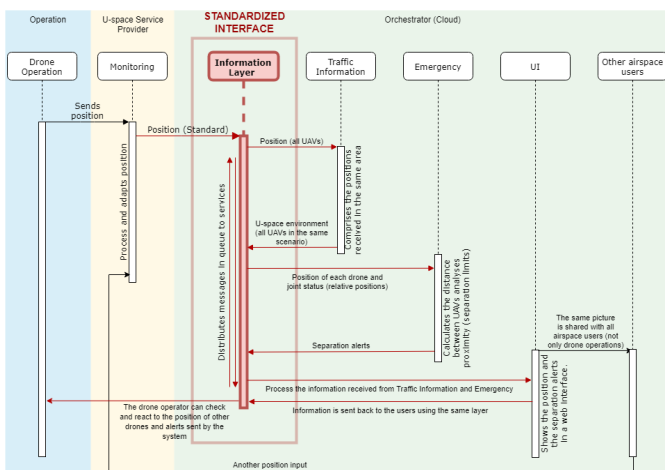 Operation
U-space Service
Provider
STANDARDIZED
INTERFACE
Orchestrator (Cloud)
Drone
Operation
Monitoring
Information
Layer
Traffic
Information
Emergency
UI
Other airspace
users
Sends
position
Position (Standard)
Position (all UAVs)
Process and adapts position
Distributes messages in queue to services
Comprises the positions
received in the same
area
U-space environment
(all UAVs in the same
scenario)
Position of each drone and
joint status (relative positions)
Calculates the distance
between UAVs analyses
proximity (separation limits)
Separation alerts
The same picture
is shared with all
airspace users (not
only drone operations)
Process the information received from Traffic Information and Emergency
Information is sent back to the users using the same layer
The drone operator can check
and react to the position of other
drones and alerts sent by the
system
Shows the position and
the separation alerts
in a web interface.
Another position input